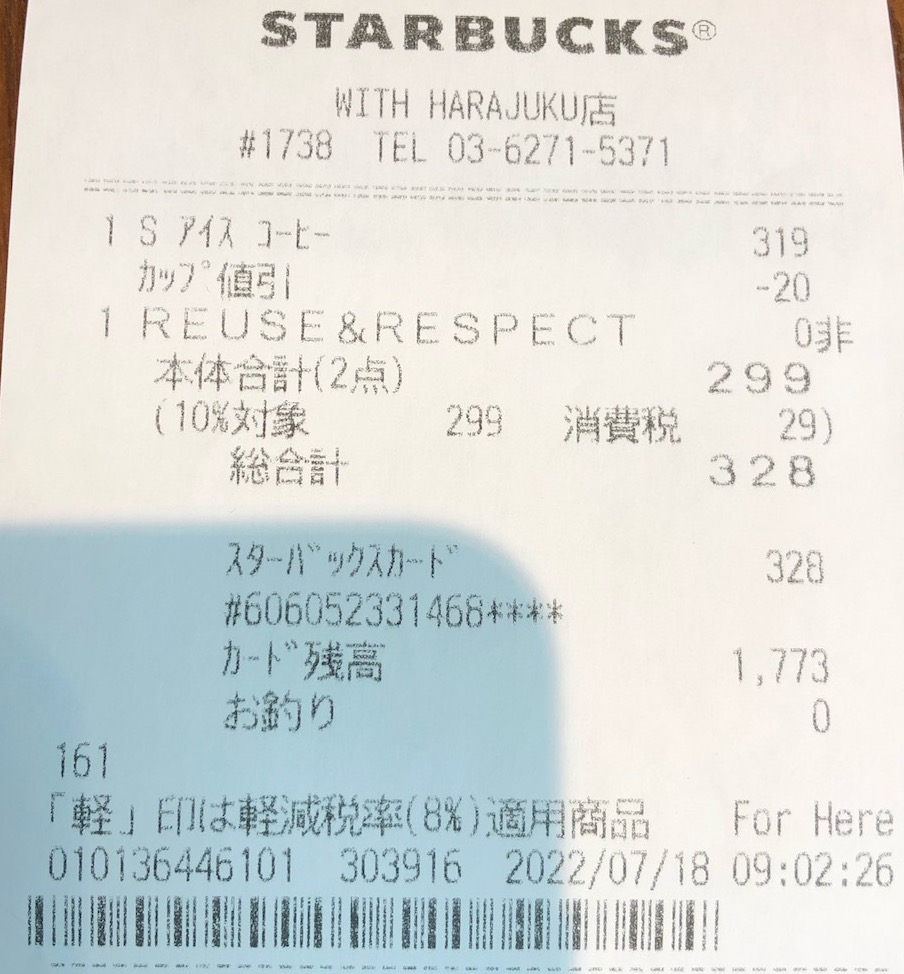 STARBUCKS®
WITH HARAJUKU店
#1738 TEL 03-6271-5371
1 S アイス コーヒー 319
カップ値引 -20
1 REUSE&RESPECT 0非
本体合計(2点) 299
(10%対象 299 消費税 29)
総合計 328
スターバックスカード 328
#606052331468****
カード残高 1,773
お釣り 0
161
「軽」印は軽減税率(8%)適用商品 For Here
010136446101 303916 2022/07/18 09:02:26